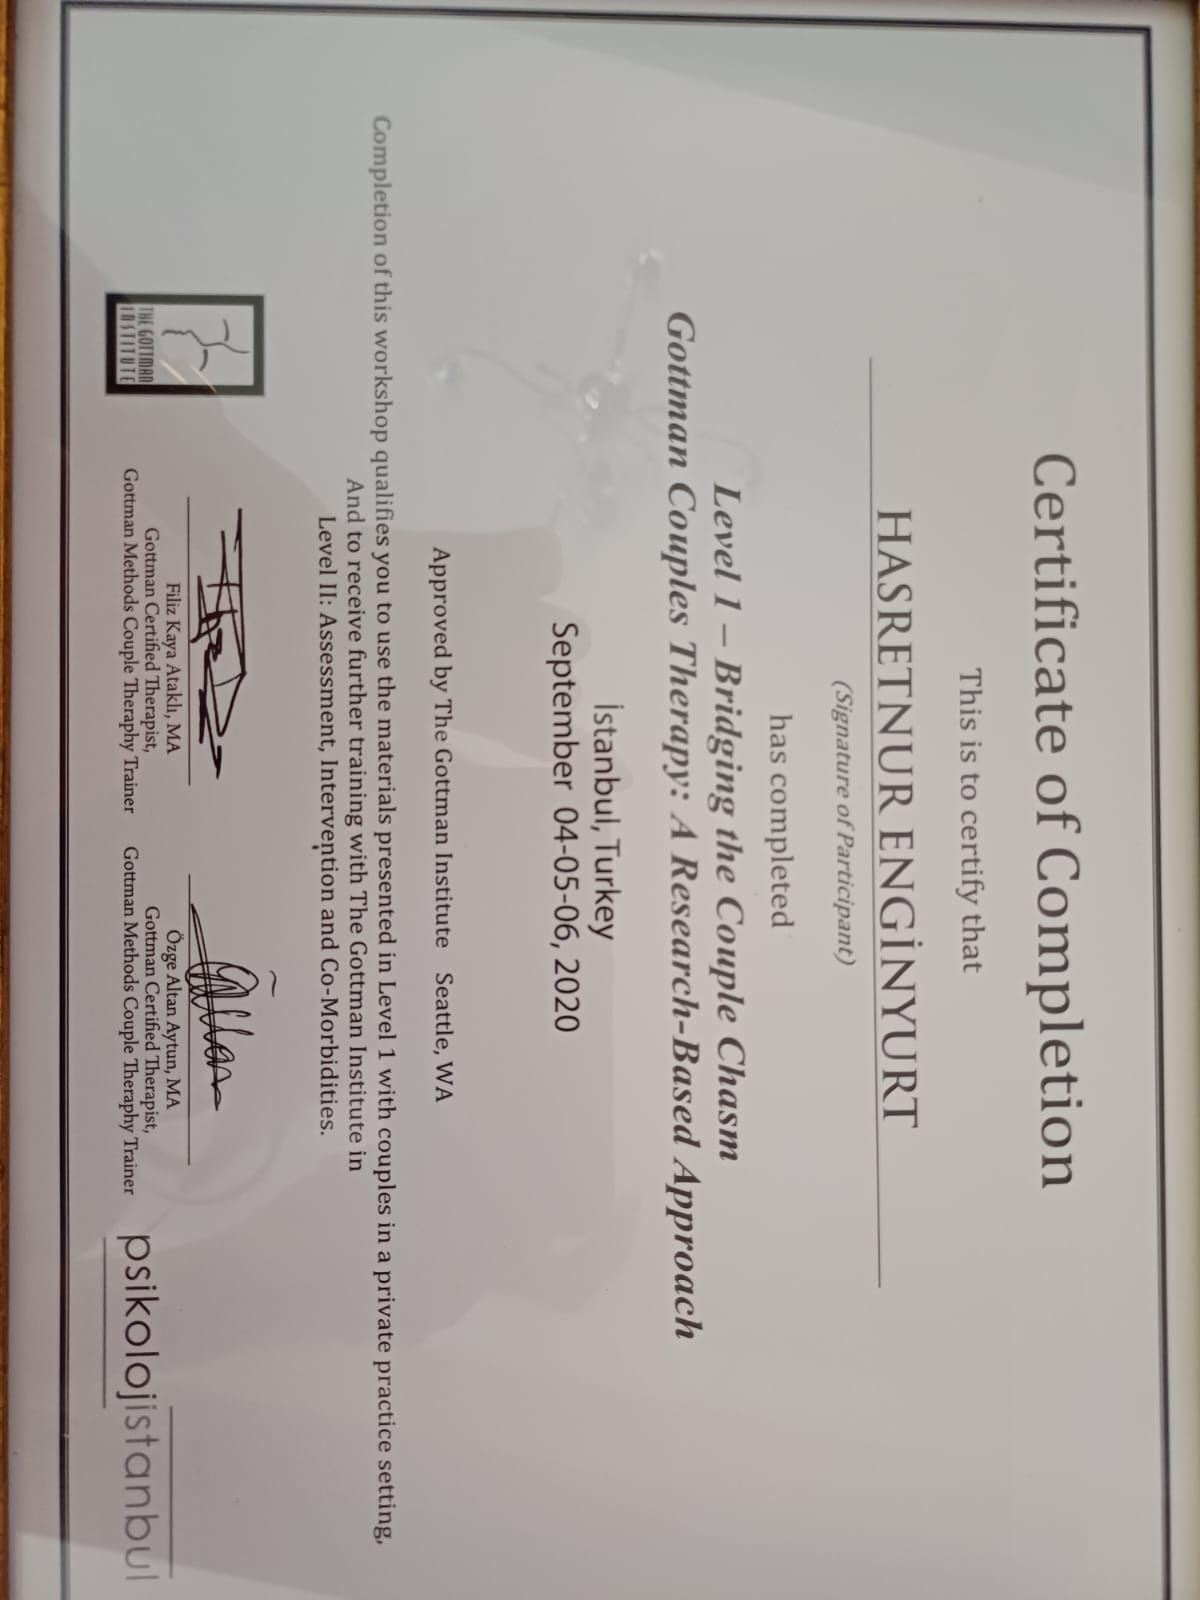 Certificate of Completion
This is to certify that
HASRETNUR ENGİNYURT
(Signature of Participant)
has completed
Level 1 – Bridging the Couple Chasm
Gottman Couples Therapy: A Research-Based Approach
İstanbul, Turkey
September 04-05-06, 2020
Approved by The Gottman Institute Seattle, WA
Completion of this workshop qualifies you to use the materials presented in Level 1 with couples in a private practice setting,
And to receive further training with The Gottman Institute in
Level II: Assessment, Intervention and Co-Morbidities.
THE GOTTMAN
INSTITUTE
Filiz Kaya Ataklı, MA
Gottman Certified Therapist,
Gottman Methods Couple Theraphy Trainer
Özge Altan Aytun, MA
Gottman Certified Therapist,
Gottman Methods Couple Theraphy Trainer
psikolojistanbul